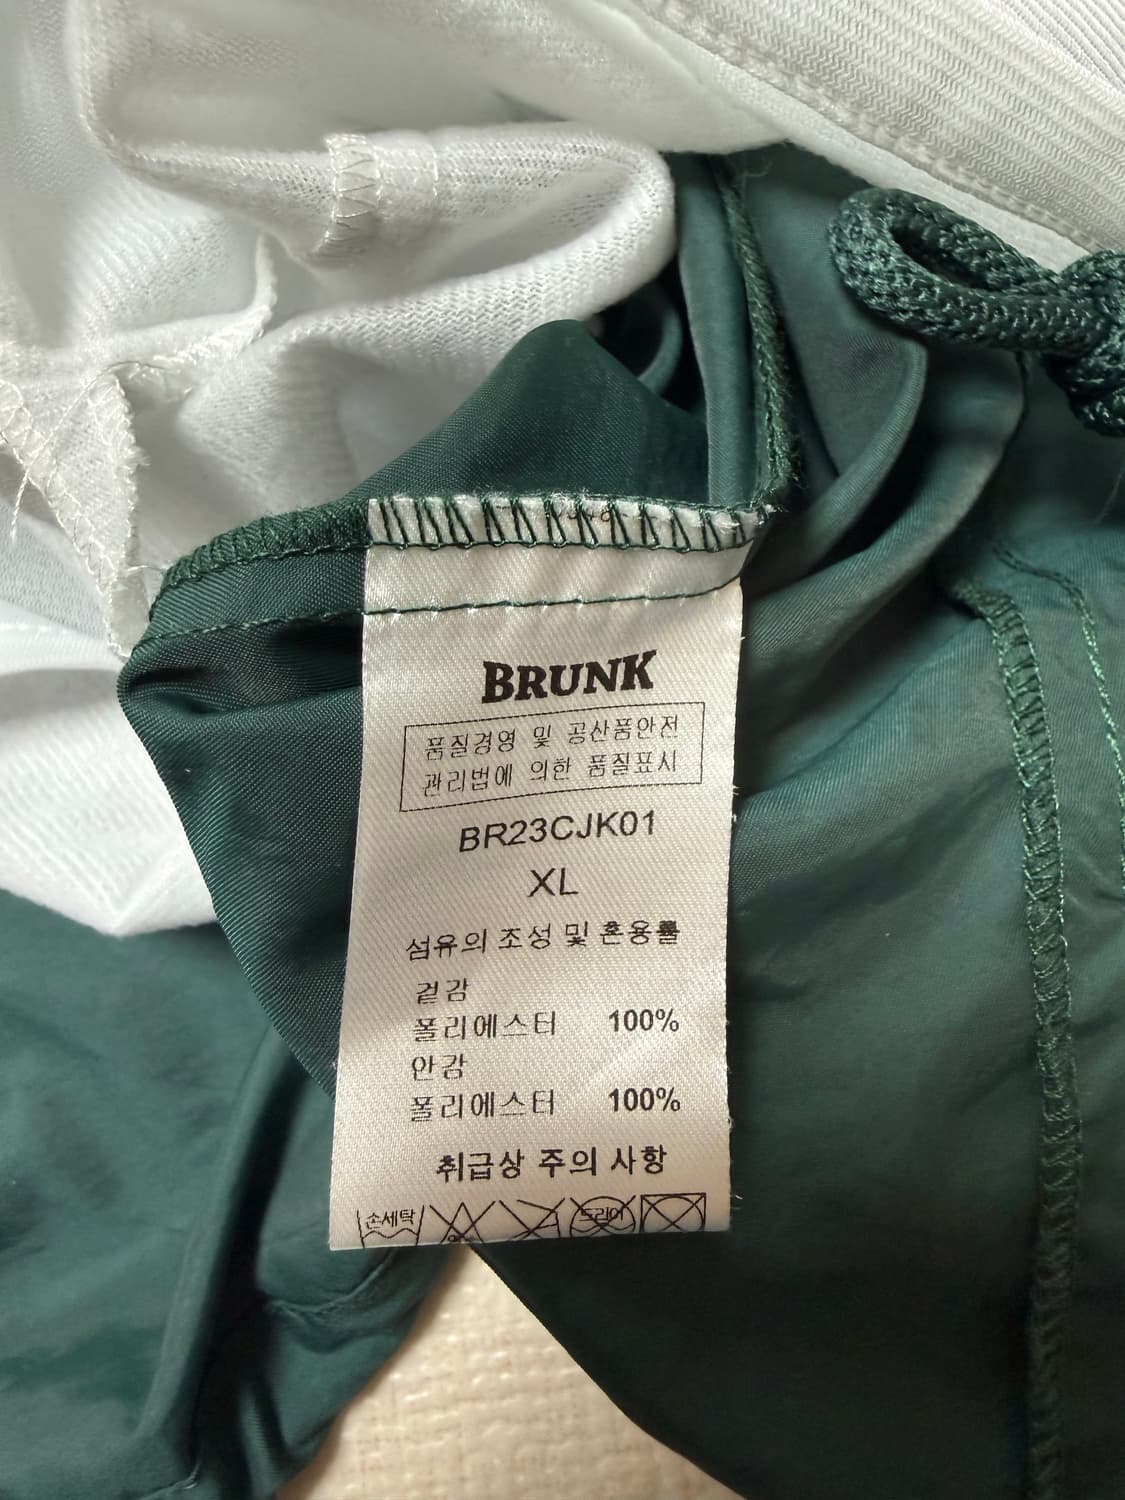 BRUNK
품질경영 및 공산품안전
관리법에 의한 품질표시
BR23CJK01
XL
섬유의 조성 및 혼용률
겉감
폴리에스터 100%
안감
폴리에스터 100%
취급상 주의 사항
손세탁 드라이